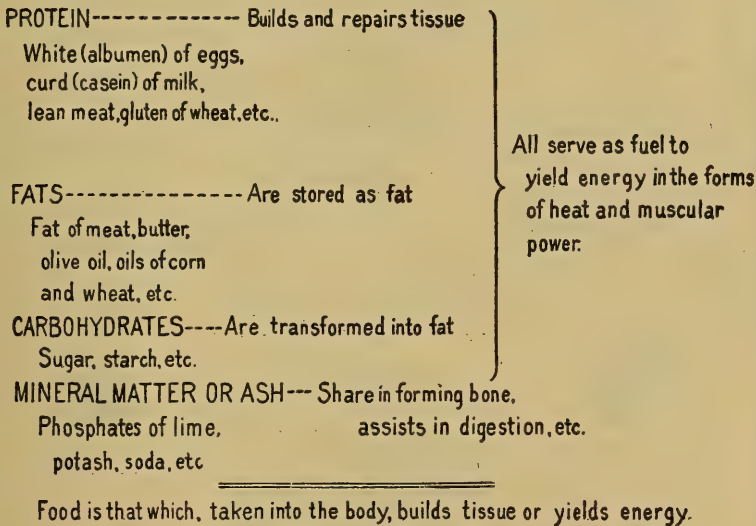 PROTEIN------------- Builds and repairs tissue
White (albumen) of eggs,
curd (casein) of milk,
lean meat, gluten of wheat, etc.,
All serve as fuel to
yield energy in the forms
of heat and muscular
power.
FATS--------------- Are stored as fat
Fat of meat, butter,
olive oil, oils of corn
and wheat, etc.
CARBOHYDRATES----Are transformed into fat
Sugar, starch, etc.
MINERAL MATTER OR ASH--- Share in forming bone,
Phosphates of lime, assists in digestion, etc.
potash, soda, etc
Food is that which, taken into the body, builds tissue or yields energy.